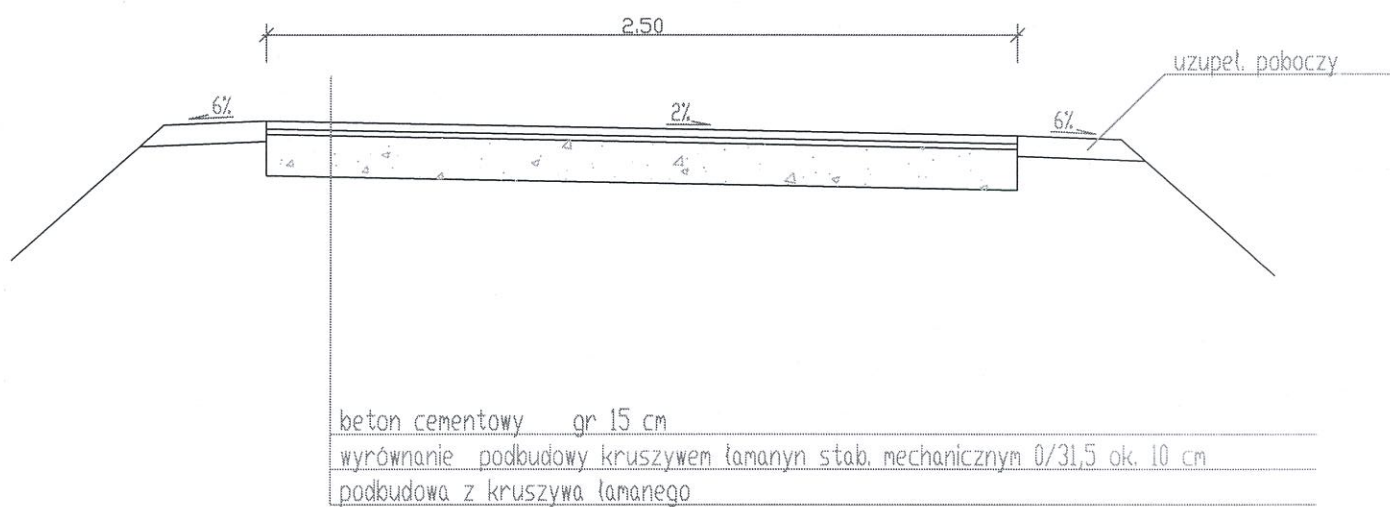 2.50
uzupeł. poboczy
6%
2%
6%
beton cementowy gr 15 cm
wyrównanie podbudowy kruszywem łamanyn stab. mechanicznym 0/31,5 ok. 10 cm
podbudowa z kruszywa łamanego